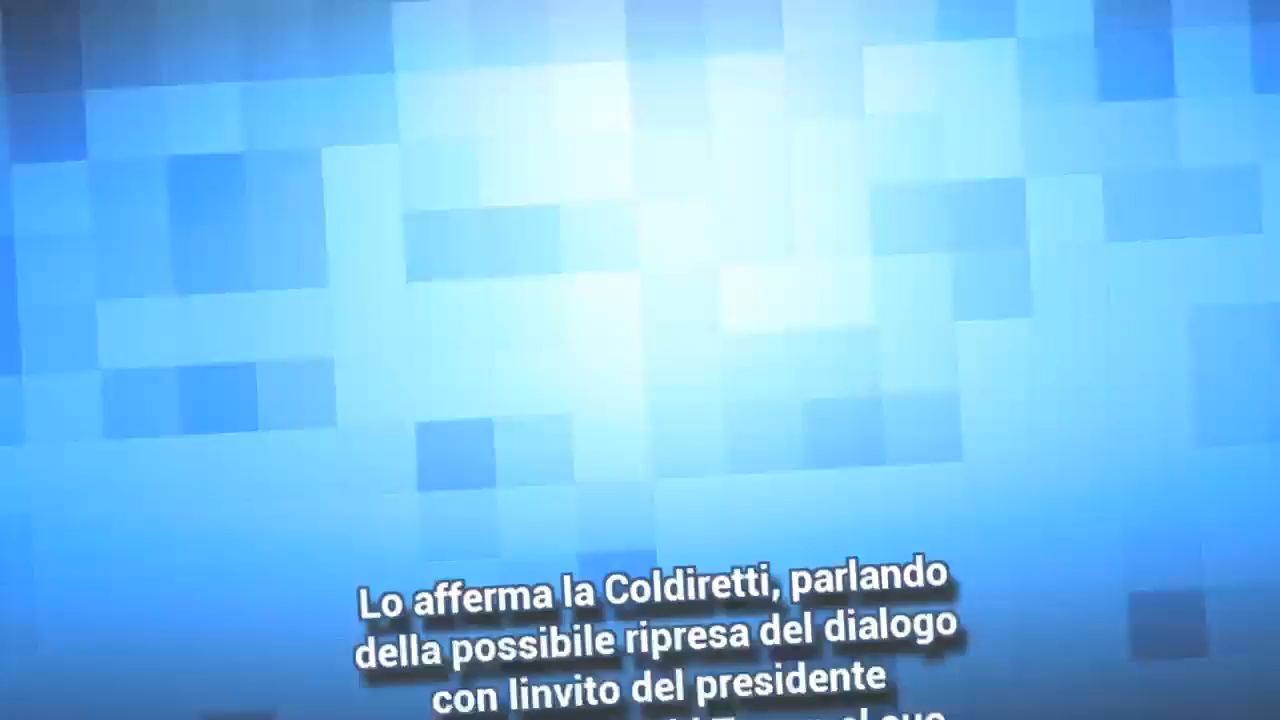 Lo afferma la Coldiretti, parlando
della possibile ripresa del dialogo
con linvito del presidente